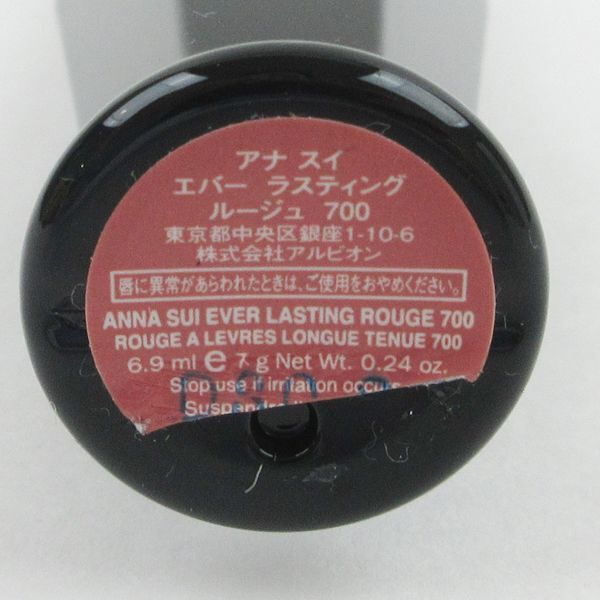 アナ スイ
エバー ラスティング
ルージュ 700
東京都中央区銀座1-10-6
株式会社アルビオン
唇に異常があらわれたときは、ご使用をおやめください。
ANNA SUI EVER LASTING ROUGE 700
ROUGE A LEVRES LONGUE TENUE 700
6.9 ml e 7 g Net Wt. 0.24 oz.
Stop use if irritation occurs